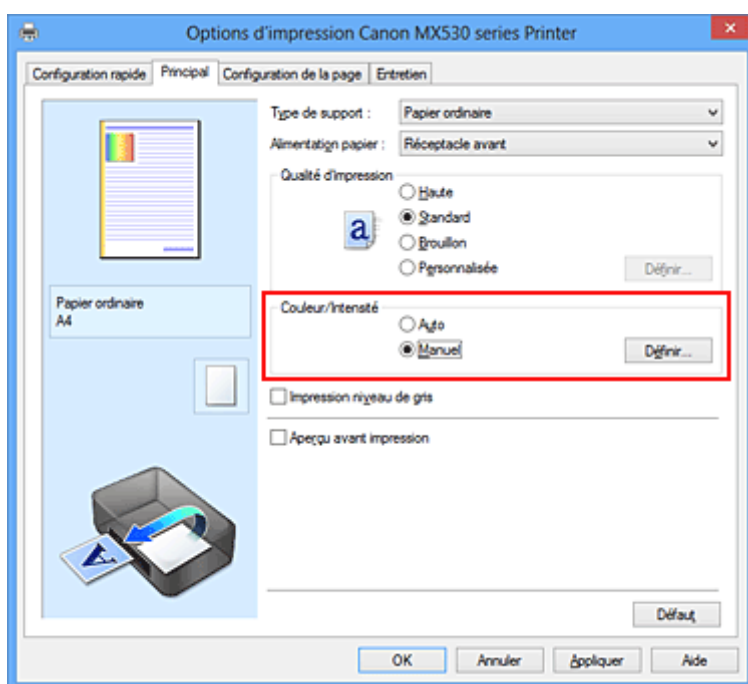 Options d'impression Canon MX530 series Printer
Configuration rapide Principal Configuration de la page Entretien
Type de support : Papier ordinaire
Alimentation papier : Réceptacle avant
Qualité d'impression
Haute
Standard
Brouillon
Personnalisée Définir...
a
Papier ordinaire
A4
Couleur/Intensité
Auto
Manuel Définir...
Impression niveau de gris
Aperçu avant impression
A
Défaut
OK Annuler Appliquer Aide